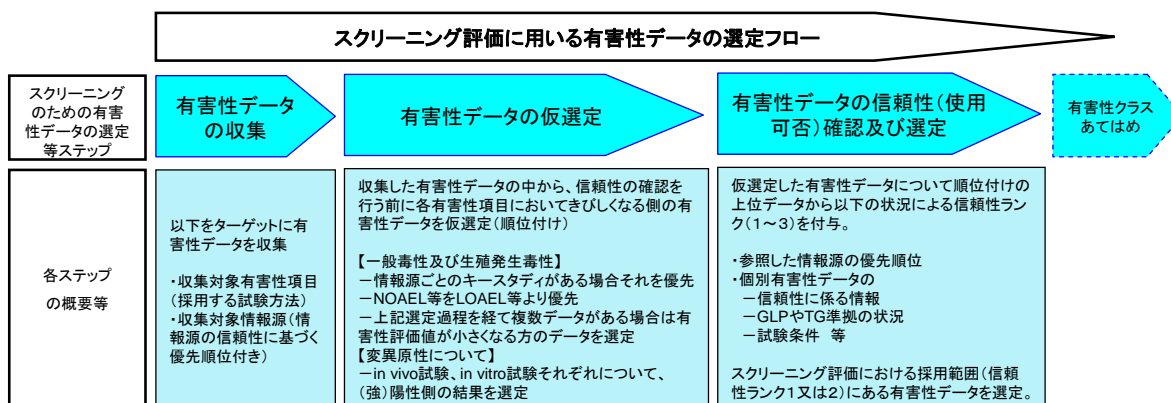 スクリーニング評価に用いる有害性データの選定フロー
スクリーニング
のための有害
性データの選定
等ステップ
有害性データ
の収集
有害性データの仮選定
有害性データの信頼性(使用
可否)確認及び選定
有害性クラス
あてはめ
各ステップ
の概要等
以下をターゲットに有
害性データを収集
・収集対象有害性項目
(採用する試験方法)
・収集対象情報源(情
報源の信頼性に基づく
優先順位付き)
収集した有害性データの中から、信頼性の確認を
行う前に各有害性項目においてきびしくなる側の有
害性データを仮選定(順位付け)
【一般毒性及び生殖発生毒性】
－情報源ごとのキースタディがある場合それを優先
－NOAEL等をLOAEL等より優先
－上記選定過程を経て複数データがある場合は有
害性評価値が小さくなる方のデータを選定
【変異原性について】
－in vivo試験、in vitro試験それぞれについて、
(強)陽性側の結果を選定
仮選定した有害性データについて順位付けの
上位データから以下の状況による信頼性ラン
ク(1～3)を付与。
・参照した情報源の優先順位
・個別有害性データの
－信頼性に係る情報
－GLPやTG準拠の状況
－試験条件 等
スクリーニング評価における採用範囲(信頼
性ランク1又は2)にある有害性データを選定。